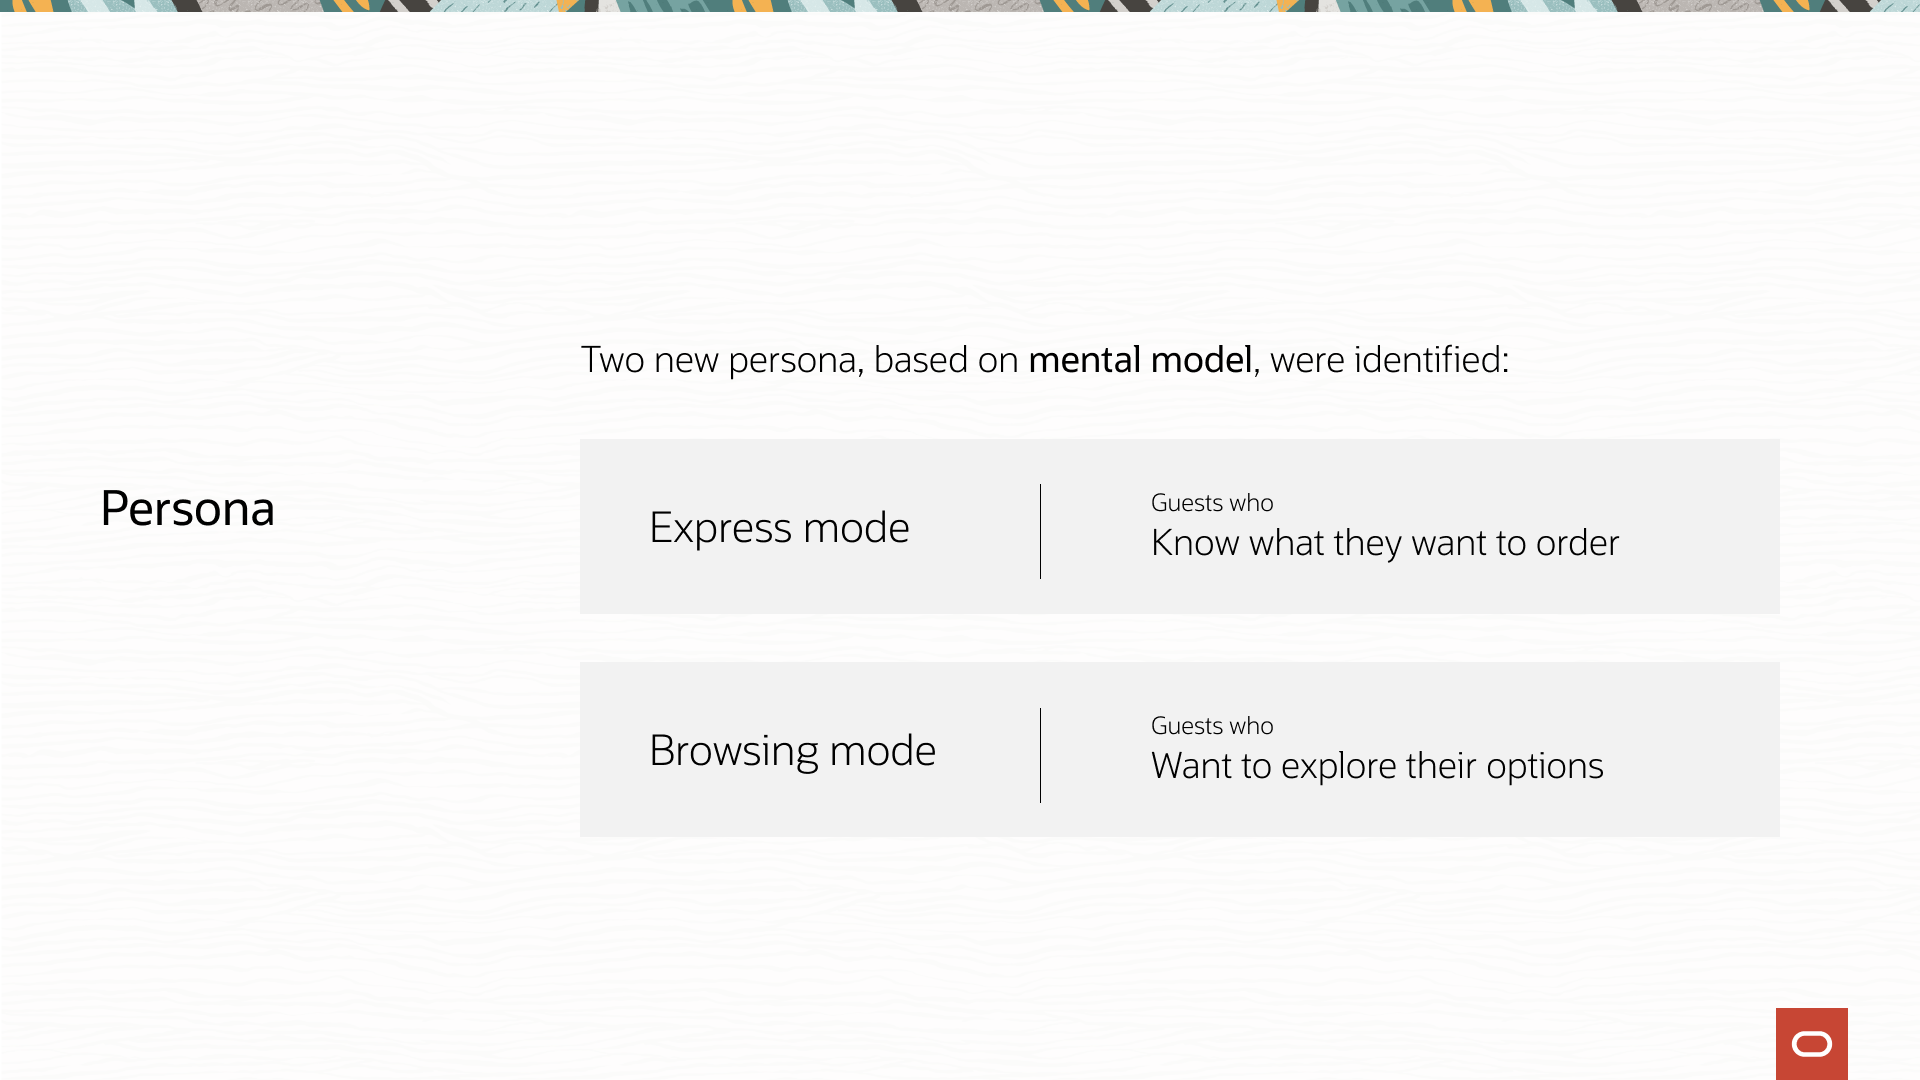 Persona
Two new persona, based on mental model, were identified:
Express mode
Guests who
Know what they want to order
Browsing mode
Guests who
Want to explore their options